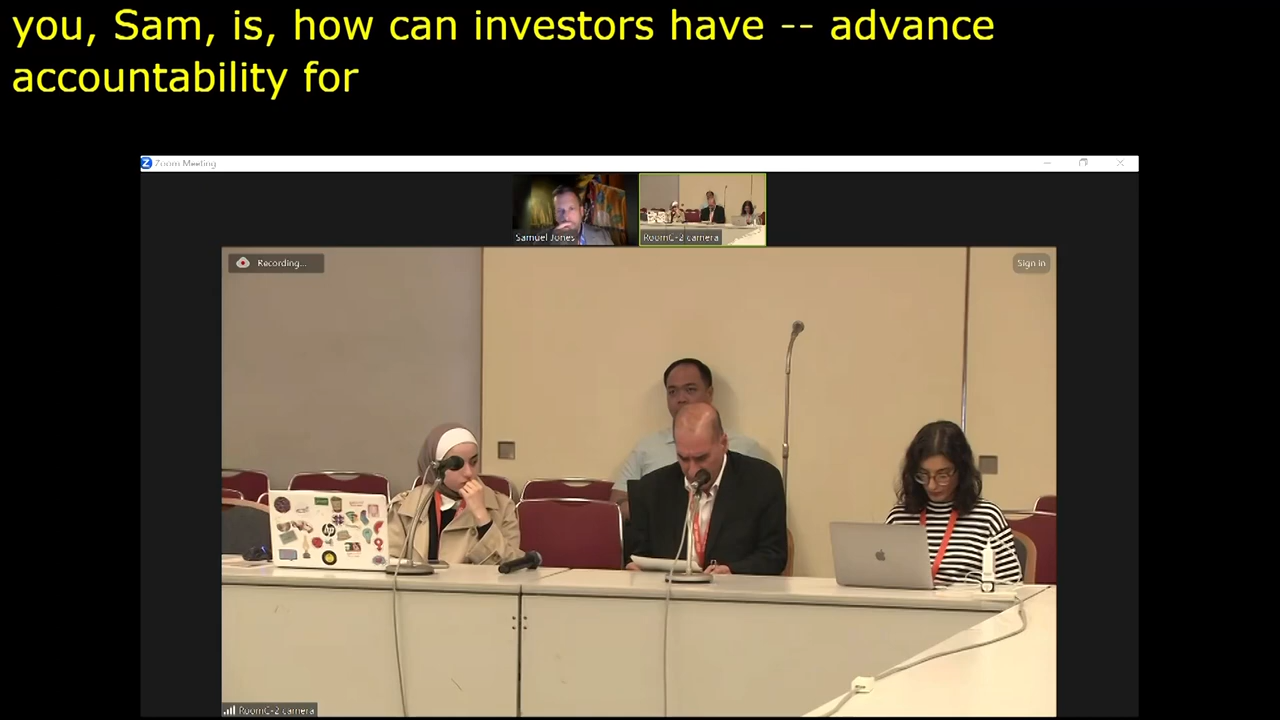 you, Sam, is, how can investors have -- advance
accountability for
Zoom Meeting
Samuel Jones
RoomC-2 camera
Recording...
Sign in
hp
RoomC-2 camera